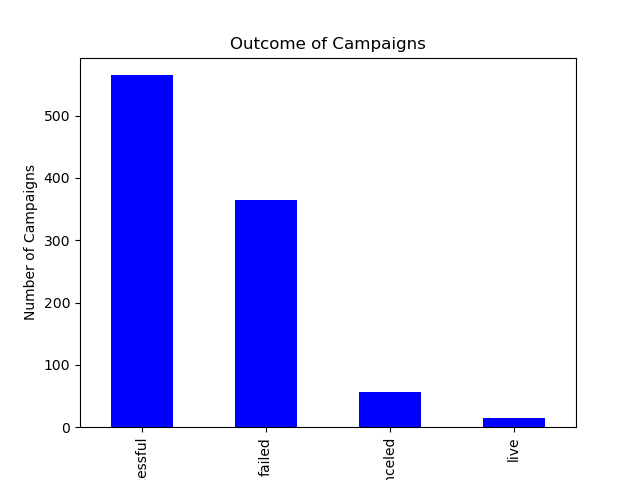 Outcome of Campaigns
Number of Campaigns
500
400
300
200
100
0
essful
failed
nceled
live